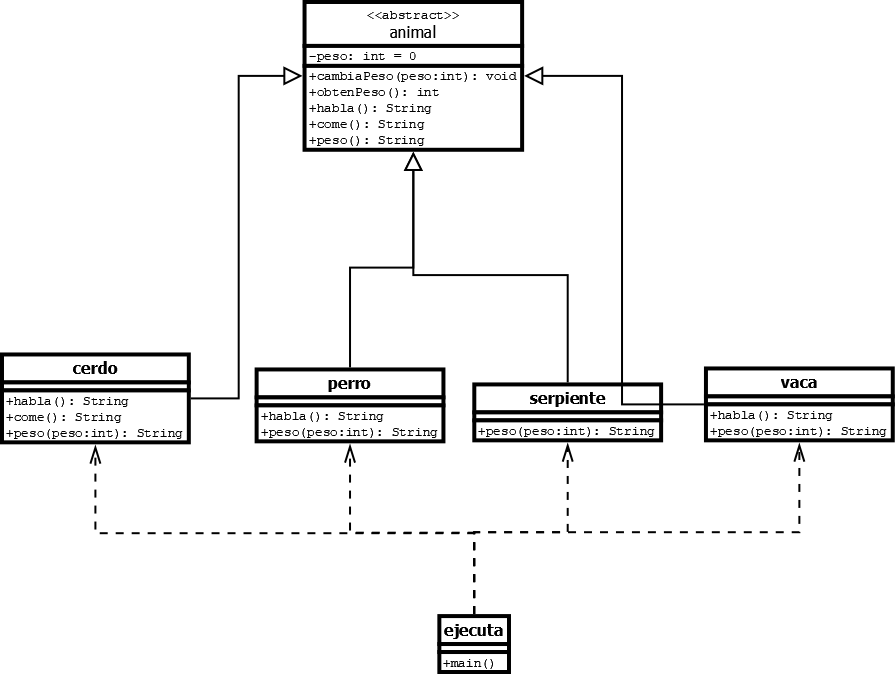 <<abstract>>
animal
-peso: int = 0
+cambiaPeso(peso:int): void
+obtenPeso(): int
+habla(): String
+come(): String
+peso(): String
cerdo
+habla(): String
+come(): String
+peso(peso:int): String
perro
+habla(): String
+peso(peso:int): String
serpiente
+peso(peso:int): String
vaca
+habla(): String
+peso(peso:int): String
ejecuta
+main()